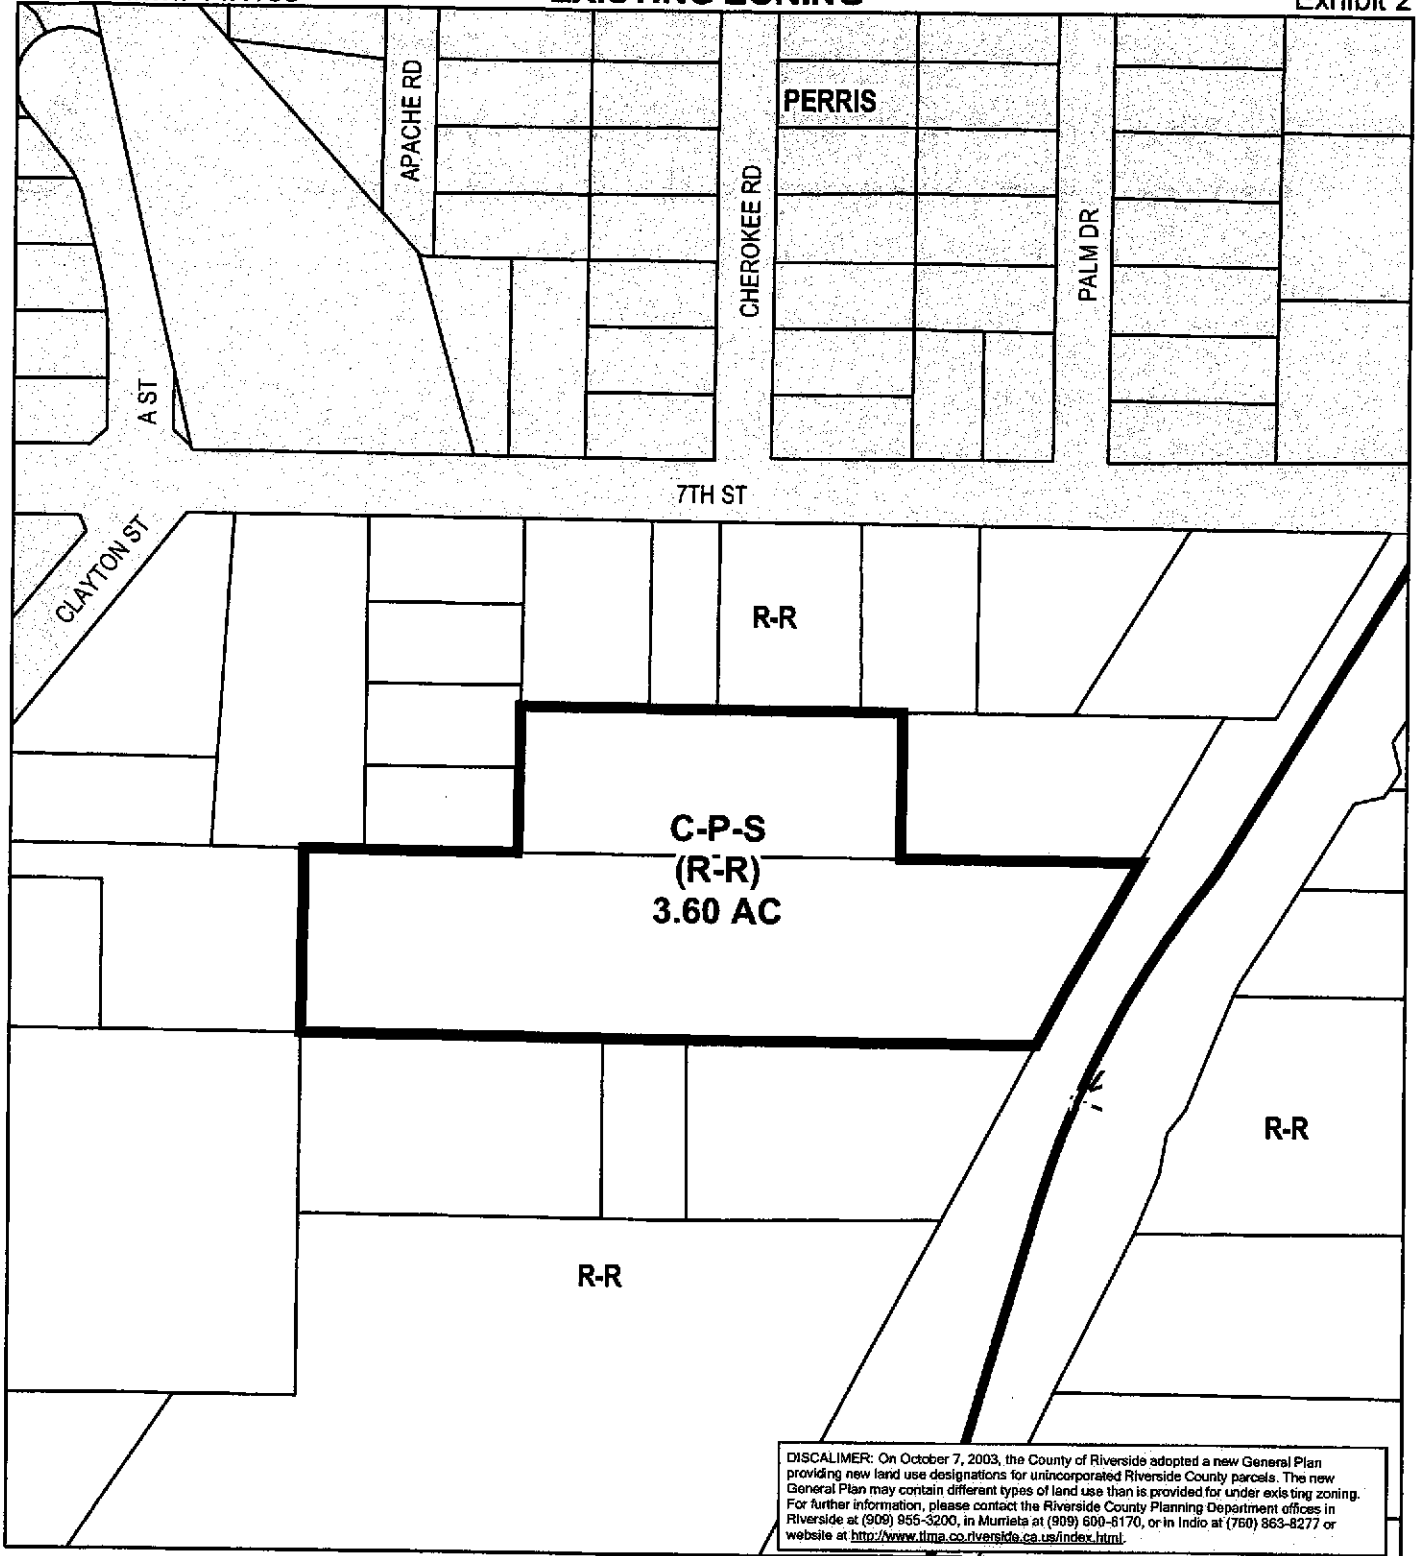 EXISTING ZONING
Exhibit 2
APACHE RD
PERRIS
CHEROKEE RD
PALM DR
A ST
7TH ST
CLAYTON ST
R-R
C-P-S
(R-R)
3.60 AC
R-R
R-R
DISCALIMER: On October 7, 2003, the County of Riverside adopted a new General Plan
providing new land use designations for unincorporated Riverside County parcels. The new
General Plan may contain different types of land use than is provided for under existing zoning.
For further information, please contact the Riverside County Planning Department offices in
Riverside at (909) 955-3200, in Murrieta at (909) 600-6170, or in Indio at (760) 863-8277 or
website at http://www.tlma.co.riverside.ca.us/index.html.